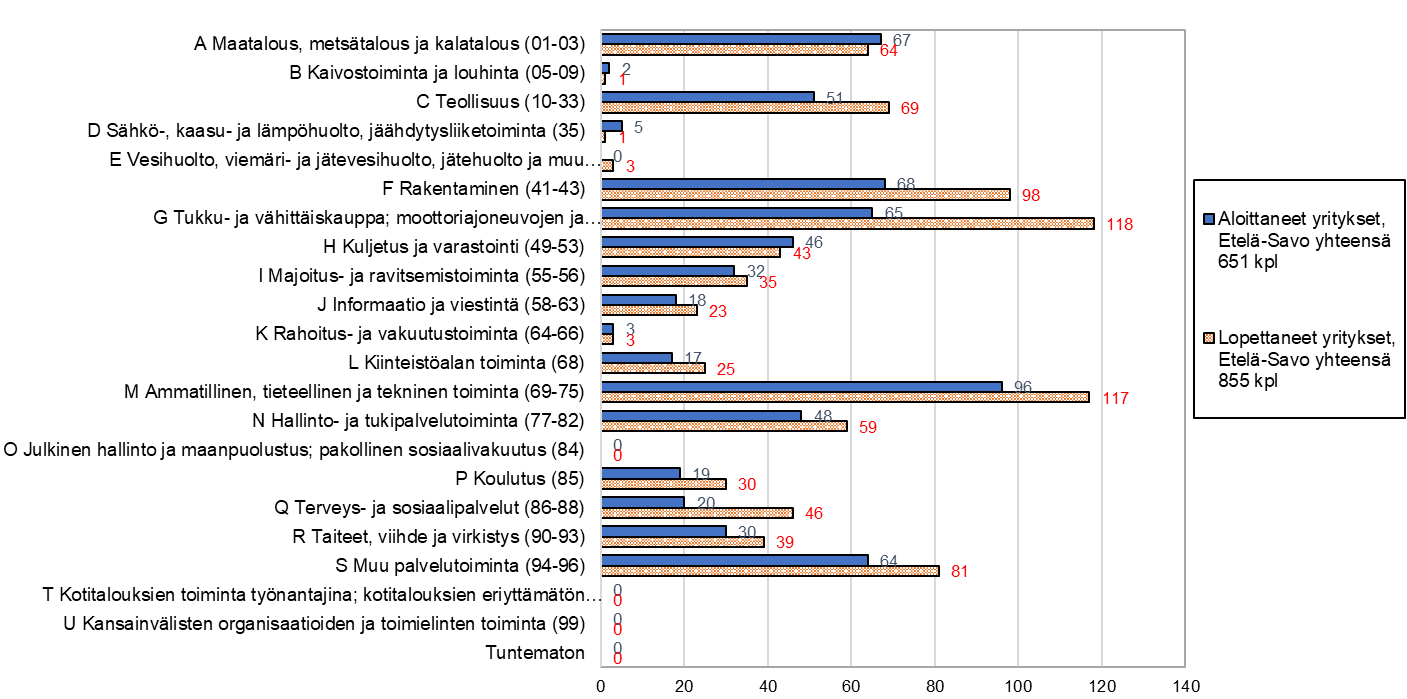 A Maatalous, metsätalous ja kalatalous (01-03)
67
64
B Kaivostoiminta ja louhinta (05-09)
2
1
C Teollisuus (10-33)
51
69
D Sähkö-, kaasu- ja lämpöhuolto, jäähdytysliiketoiminta (35)
5
1
E Vesihuolto, viemäri- ja jätevesihuolto, jätehuolto ja muu…
0
3
F Rakentaminen (41-43)
68
98
G Tukku- ja vähittäiskauppa; moottoriajoneuvojen ja…
65
118
H Kuljetus ja varastointi (49-53)
46
43
I Majoitus- ja ravitsemistoiminta (55-56)
32
35
J Informaatio ja viestintä (58-63)
18
23
K Rahoitus- ja vakuutustoiminta (64-66)
3
3
L Kiinteistöalan toiminta (68)
17
25
M Ammatillinen, tieteellinen ja tekninen toiminta (69-75)
96
117
N Hallinto- ja tukipalvelutoiminta (77-82)
48
59
O Julkinen hallinto ja maanpuolustus; pakollinen sosiaalivakuutus (84)
0
0
P Koulutus (85)
19
30
Q Terveys- ja sosiaalipalvelut (86-88)
20
46
R Taiteet, viihde ja virkistys (90-93)
30
39
S Muu palvelutoiminta (94-96)
64
81
T Kotitalouksien toiminta työnantajina; kotitalouksien eriyttämätön…
0
0
U Kansainvälisten organisaatioiden ja toimielinten toiminta (99)
0
0
Tuntematon
0
0
0 20 40 60 80 100 120 140
Aloittaneet yritykset,
Etelä-Savo yhteensä
651 kpl
Lopettaneet yritykset,
Etelä-Savo yhteensä
855 kpl